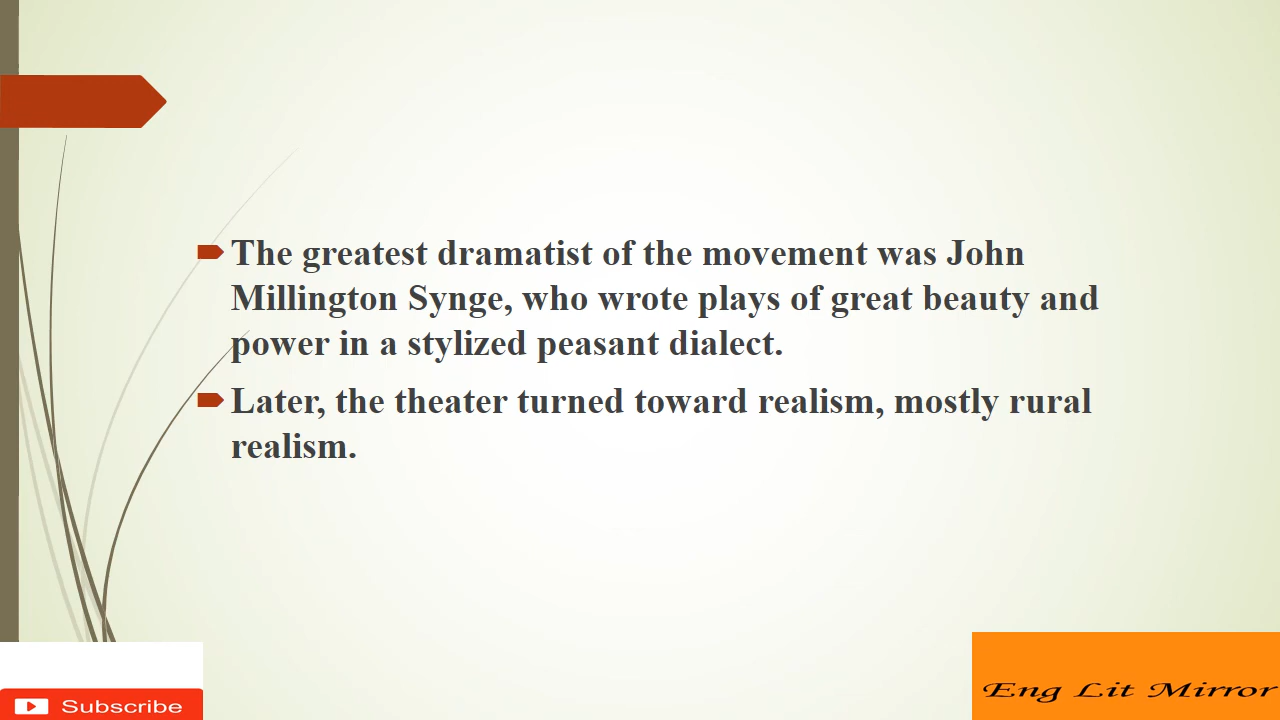 The greatest dramatist of the movement was John
Millington Synge, who wrote plays of great beauty and
power in a stylized peasant dialect.
Later, the theater turned toward realism, mostly rural
realism.
Subscribe
Eng Lit Mirror